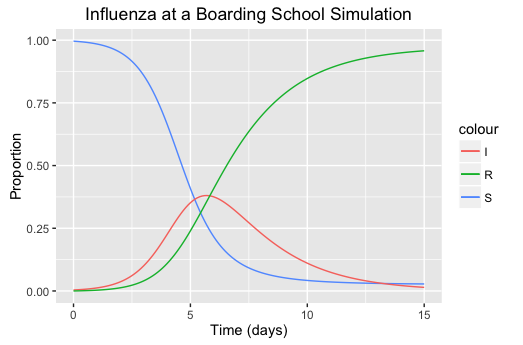 Influenza at a Boarding School Simulation
1.00
0.75
0.50
0.25
0.00
Proportion
0
5
10
15
Time (days)
colour
I
R
S